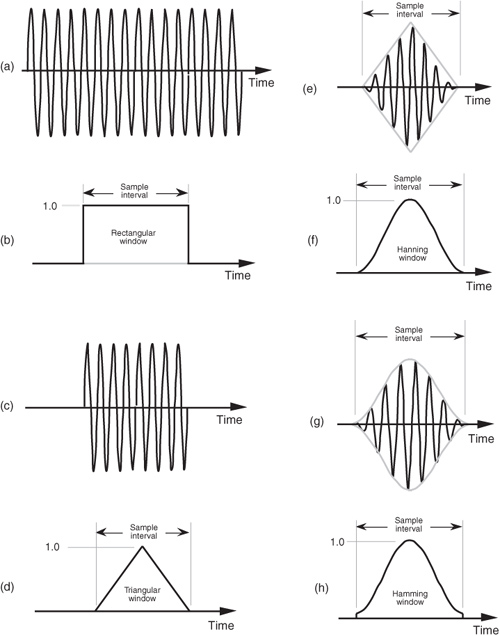 (a)
Time
Sample
interval
1.0
(b)
Rectangular
window
Time
(c)
Time
Sample
interval
1.0
(d)
Triangular
window
Time
Sample
interval
(e)
Time
Sample
interval
1.0
(f)
Hanning
window
Time
Sample
interval
(g)
Time
Sample
interval
1.0
(h)
Hamming
window
Time